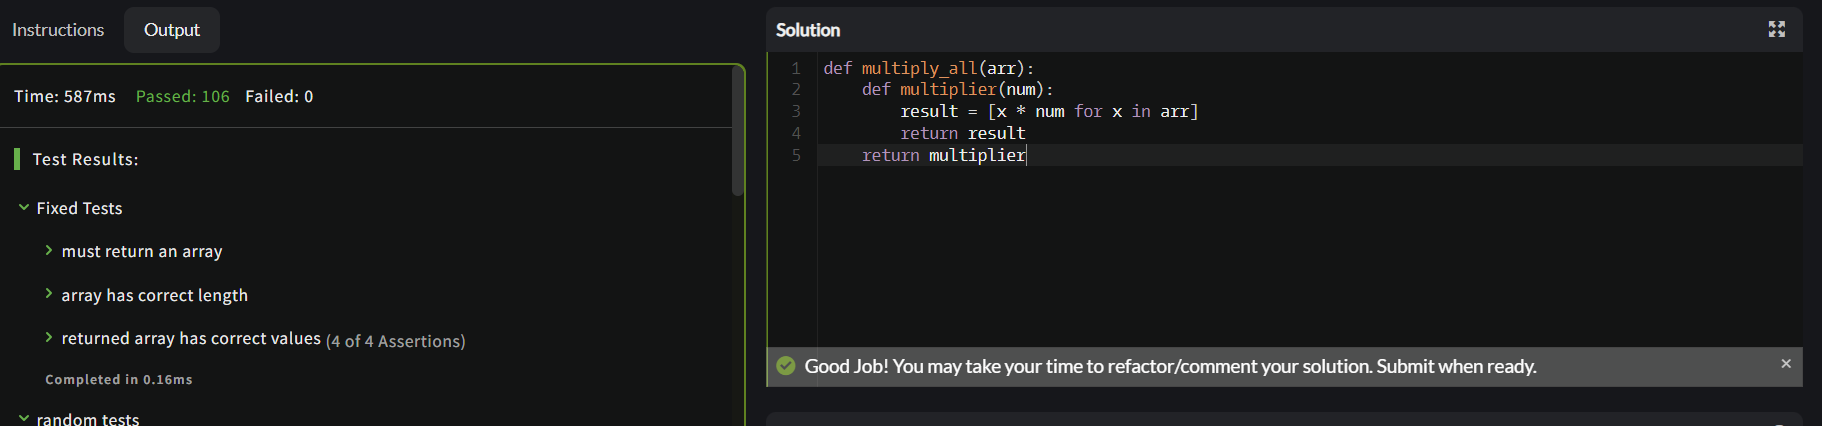 Instructions
Output
Time: 587ms Passed: 106 Failed: 0
Test Results:
Fixed Tests
must return an array
array has correct length
returned array has correct values (4 of 4 Assertions)
Completed in 0.16ms
random tests
Solution
1 def multiply_all(arr):
2     def multiplier(num):
3         result = [x * num for x in arr]
4         return result
5     return multiplier
Good Job! You may take your time to refactor/comment your solution. Submit when ready.